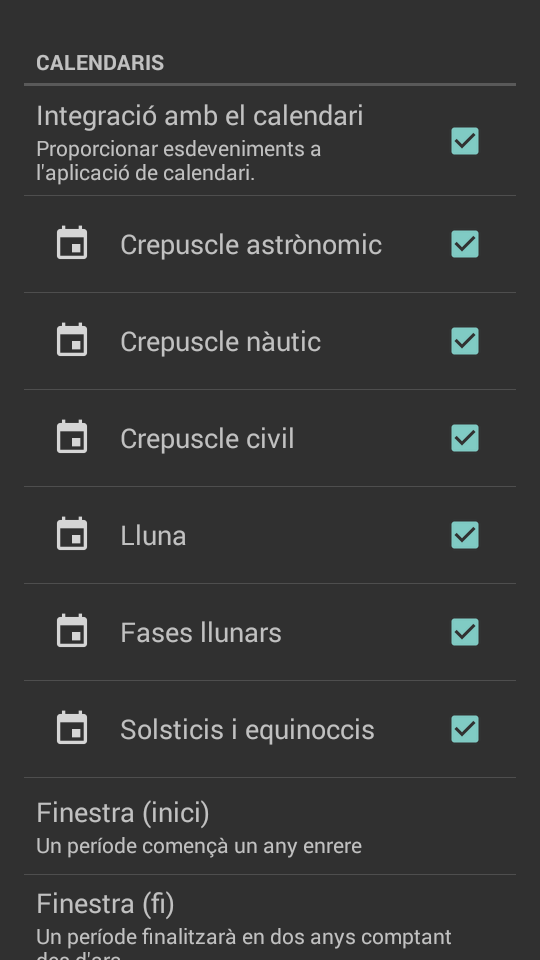 CALENDARIS
Integració amb el calendari
Proporcionar esdeveniments a
l'aplicació de calendari.
Crepuscle astrònomic
Crepuscle nàutic
Crepuscle civil
Lluna
Fases llunars
Solsticis i equinoccis
Finestra (inici)
Un període començà un any enrere
Finestra (fi)
Un període finalitzarà en dos anys comptant
des d'ara